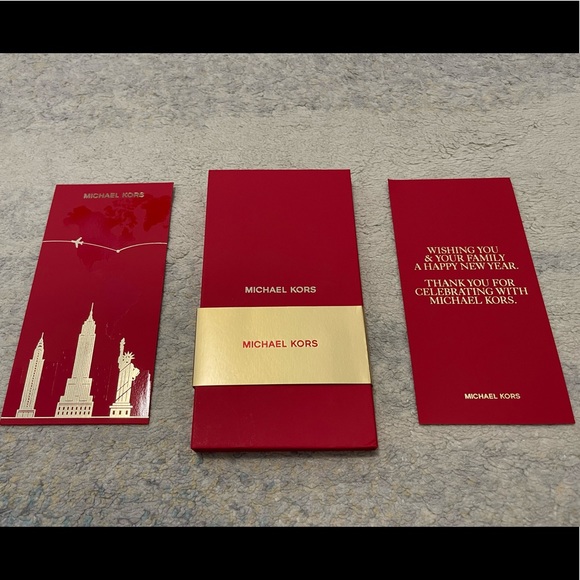 MICHAEL KORS
MICHAEL KORS
MICHAEL KORS
WISHING YOU
& YOUR FAMILY
A HAPPY NEW YEAR.
THANK YOU FOR
CELEBRATING WITH
MICHAEL KORS.
MICHAEL KORS